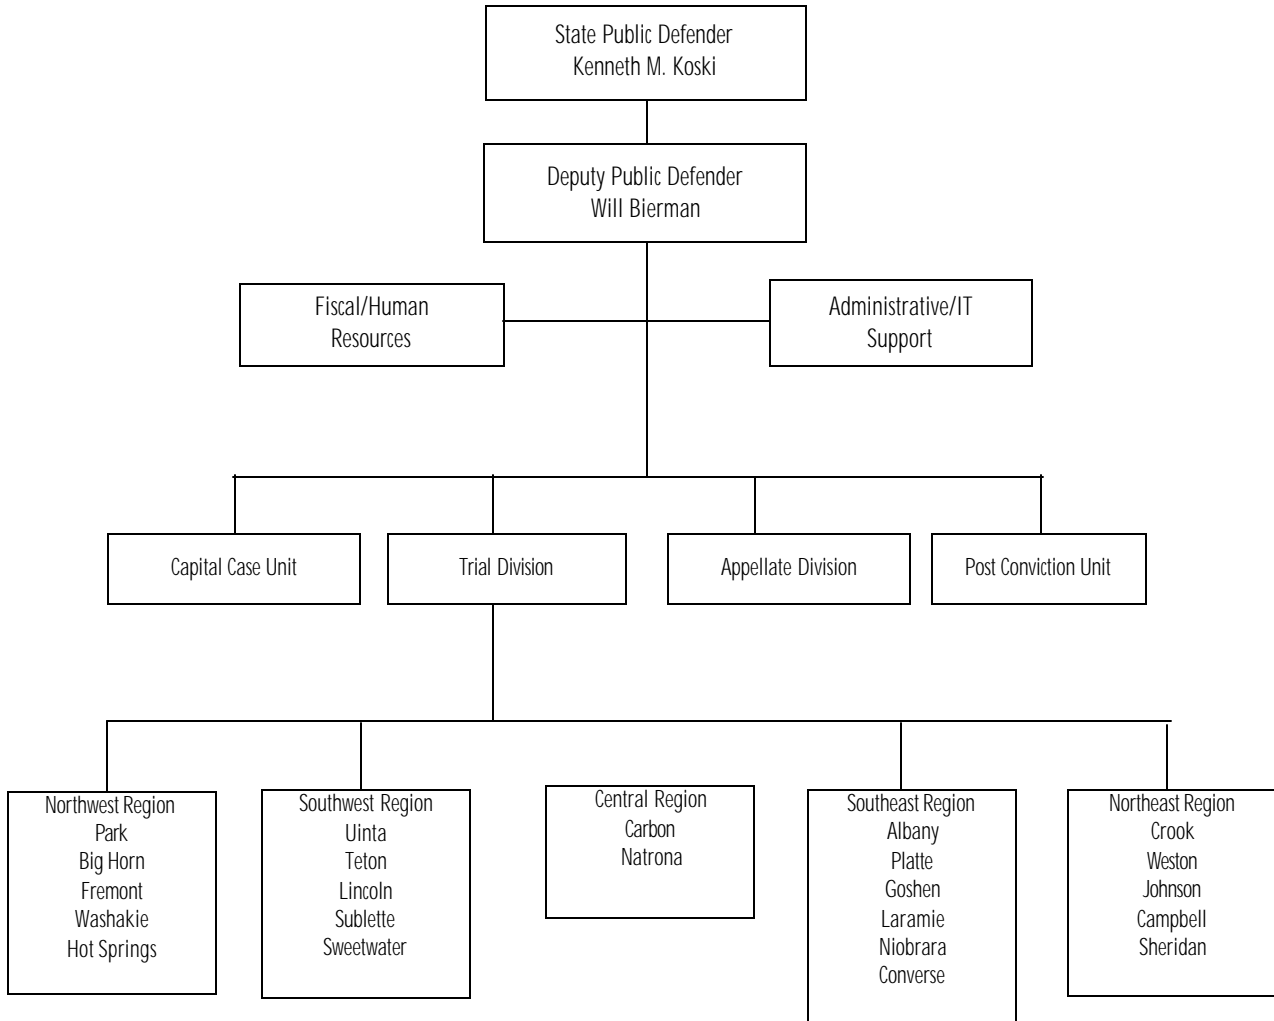 State Public Defender
Kenneth M. Koski
Deputy Public Defender
Will Bierman
Fiscal/Human
Resources
Administrative/IT
Support
Capital Case Unit
Trial Division
Appellate Division
Post Conviction Unit
Northwest Region
Park
Big Horn
Fremont
Washakie
Hot Springs
Southwest Region
Uinta
Teton
Lincoln
Sublette
Sweetwater
Central Region
Carbon
Natrona
Southeast Region
Albany
Platte
Goshen
Laramie
Niobrara
Converse
Northeast Region
Crook
Weston
Johnson
Campbell
Sheridan